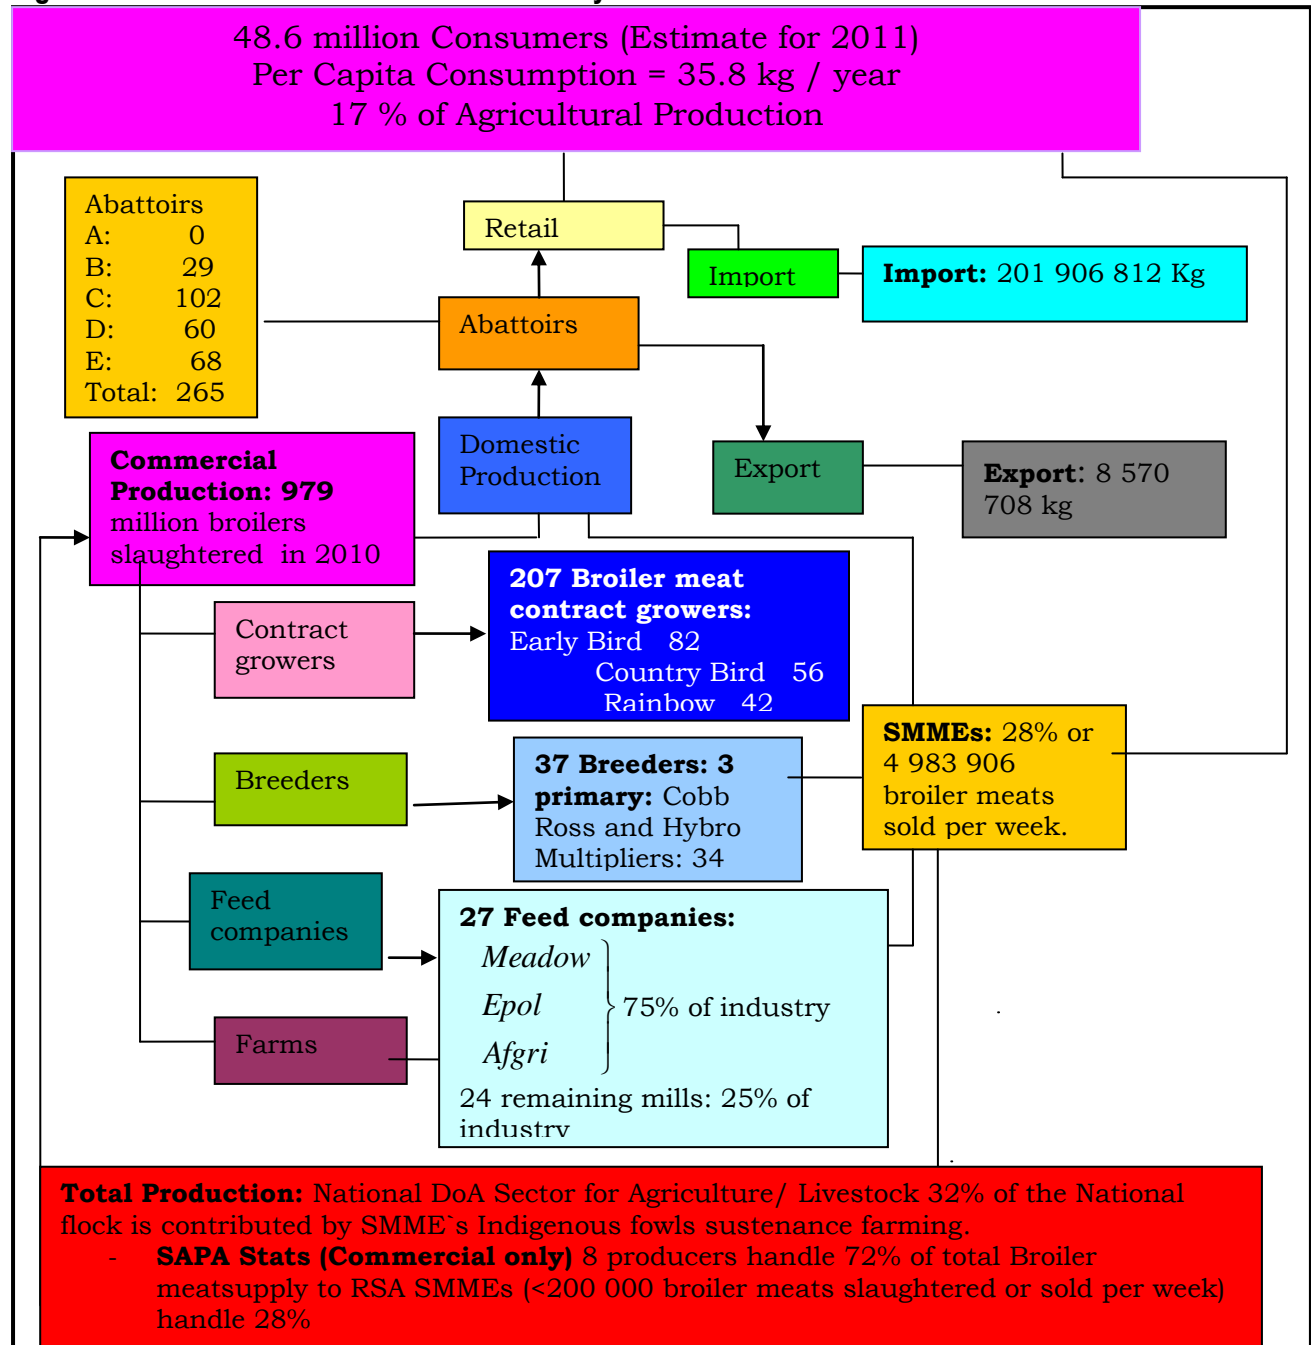 48.6 million Consumers (Estimate for 2011)
Per Capita Consumption = 35.8 kg / year
17 % of Agricultural Production
Abattoirs
A: 0
B: 29
C: 102
D: 60
E: 68
Total: 265
Retail
Import
Import: 201 906 812 Kg
Abattoirs
Domestic
Production
Export
Export: 8 570
708 kg
Commercial
Production: 979
million broilers
slaughtered in 2010
Contract
growers
207 Broiler meat
contract growers:
Early Bird 82
Country Bird 56
Rainbow 42
SMMEs: 28% or
4 983 906
broiler meats
sold per week.
Breeders
37 Breeders: 3
primary: Cobb
Ross and Hybro
Multipliers: 34
Feed
companies
27 Feed companies:
Meadow
Epol
Afgri
75% of industry
24 remaining mills: 25% of
industry
Farms
Total Production: National DoA Sector for Agriculture/ Livestock 32% of the National
flock is contributed by SMME`s Indigenous fowls sustenance farming.
- SAPA Stats (Commercial only) 8 producers handle 72% of total Broiler
meatsupply to RSA SMMEs (<200 000 broiler meats slaughtered or sold per week)
handle 28%